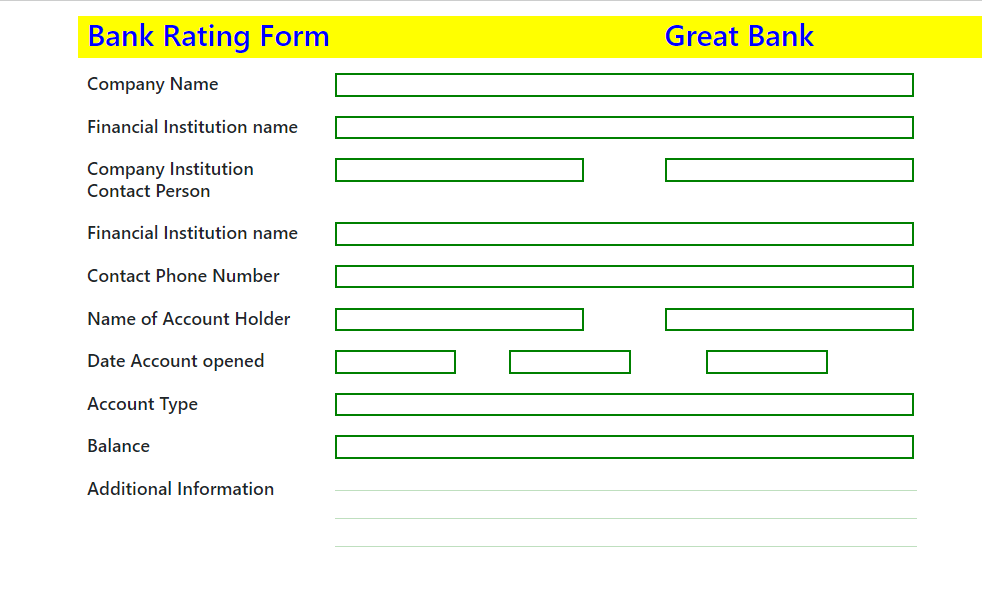 Bank Rating Form Great Bank
Company Name
Financial Institution name
Company Institution
Contact Person
Financial Institution name
Contact Phone Number
Name of Account Holder
Date Account opened
Account Type
Balance
Additional Information